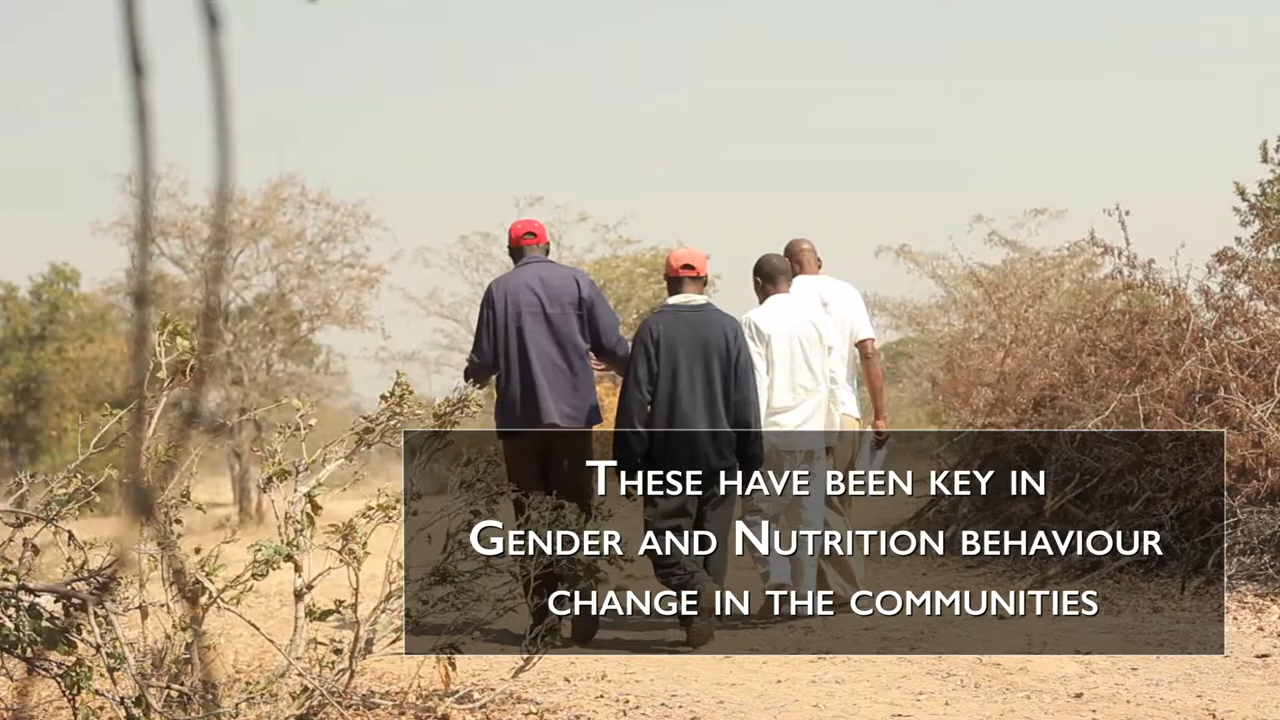 These have been key in
Gender and Nutrition behaviour
change in the communities